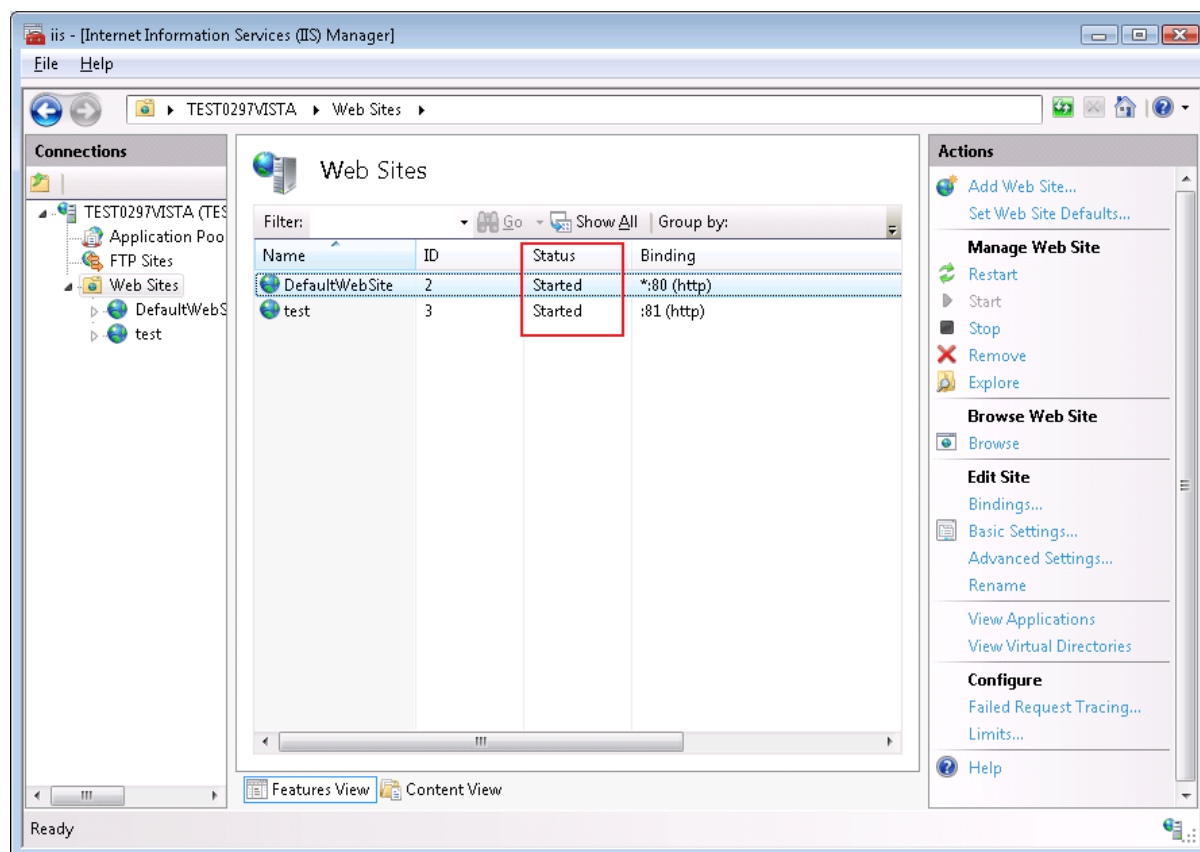 iis - [Internet Information Services (IIS) Manager]
File Help
TEST0297VISTA Web Sites
Connections
TEST0297VISTA (TES
Application Poo
FTP Sites
Web Sites
DefaultWebS
test
Web Sites
Filter: Go Show All Group by:
Name ID Status Binding
DefaultWebSite 2 Started *:80 (http)
test 3 Started :81 (http)
Features View Content View
Actions
Add Web Site...
Set Web Site Defaults...
Manage Web Site
Restart
Start
Stop
Remove
Explore
Browse Web Site
Browse
Edit Site
Bindings...
Basic Settings...
Advanced Settings...
Rename
View Applications
View Virtual Directories
Configure
Failed Request Tracing...
Limits...
Help
Ready